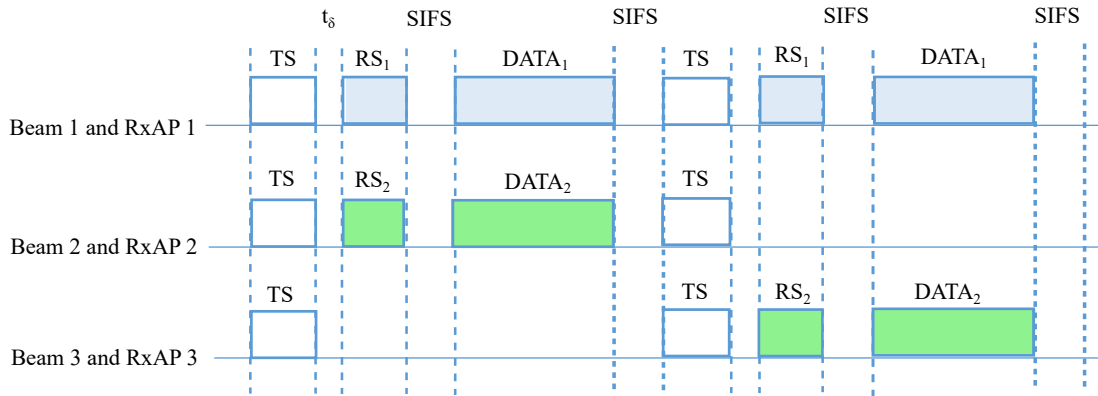 t_δ SIFS SIFS SIFS SIFS
TS RS₁ DATA₁ TS RS₁ DATA₁
Beam 1 and RxAP 1
TS RS₂ DATA₂ TS
Beam 2 and RxAP 2
TS TS RS₂ DATA₂
Beam 3 and RxAP 3